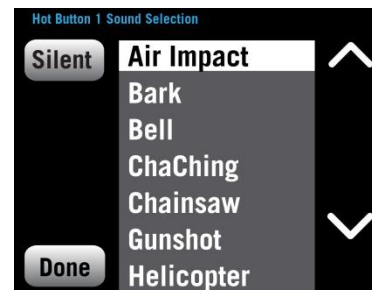 Hot Button 1 Sound Selection
Silent
Air Impact
Bark
Bell
ChaChing
Chainsaw
Gunshot
Helicopter
Done